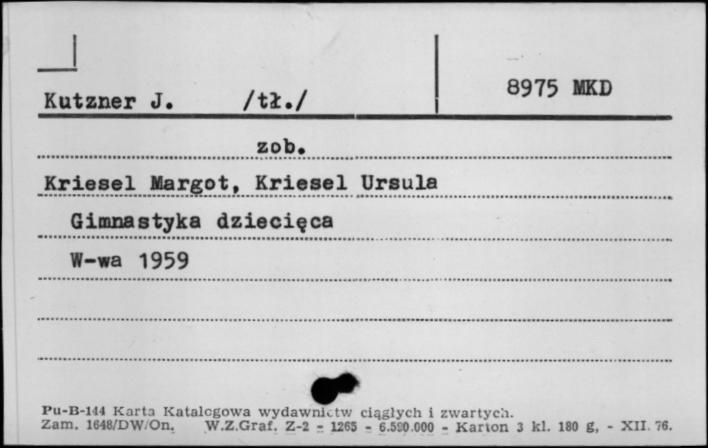 8975 MKD
Kutzner J. /tł./
zob.
Kriesel Margot, Kriesel Ursula
Gimnastyka dziecięca
W-wa 1959
Pu-B-144 Karta Katalogowa wydawnictw ciągłych i zwartych.
Zam. 1648/DW/On. W.Z.Graf. Z-2 - 1265 - 6.500.000 - Karton 3 kl. 180 g, - XII. 76.